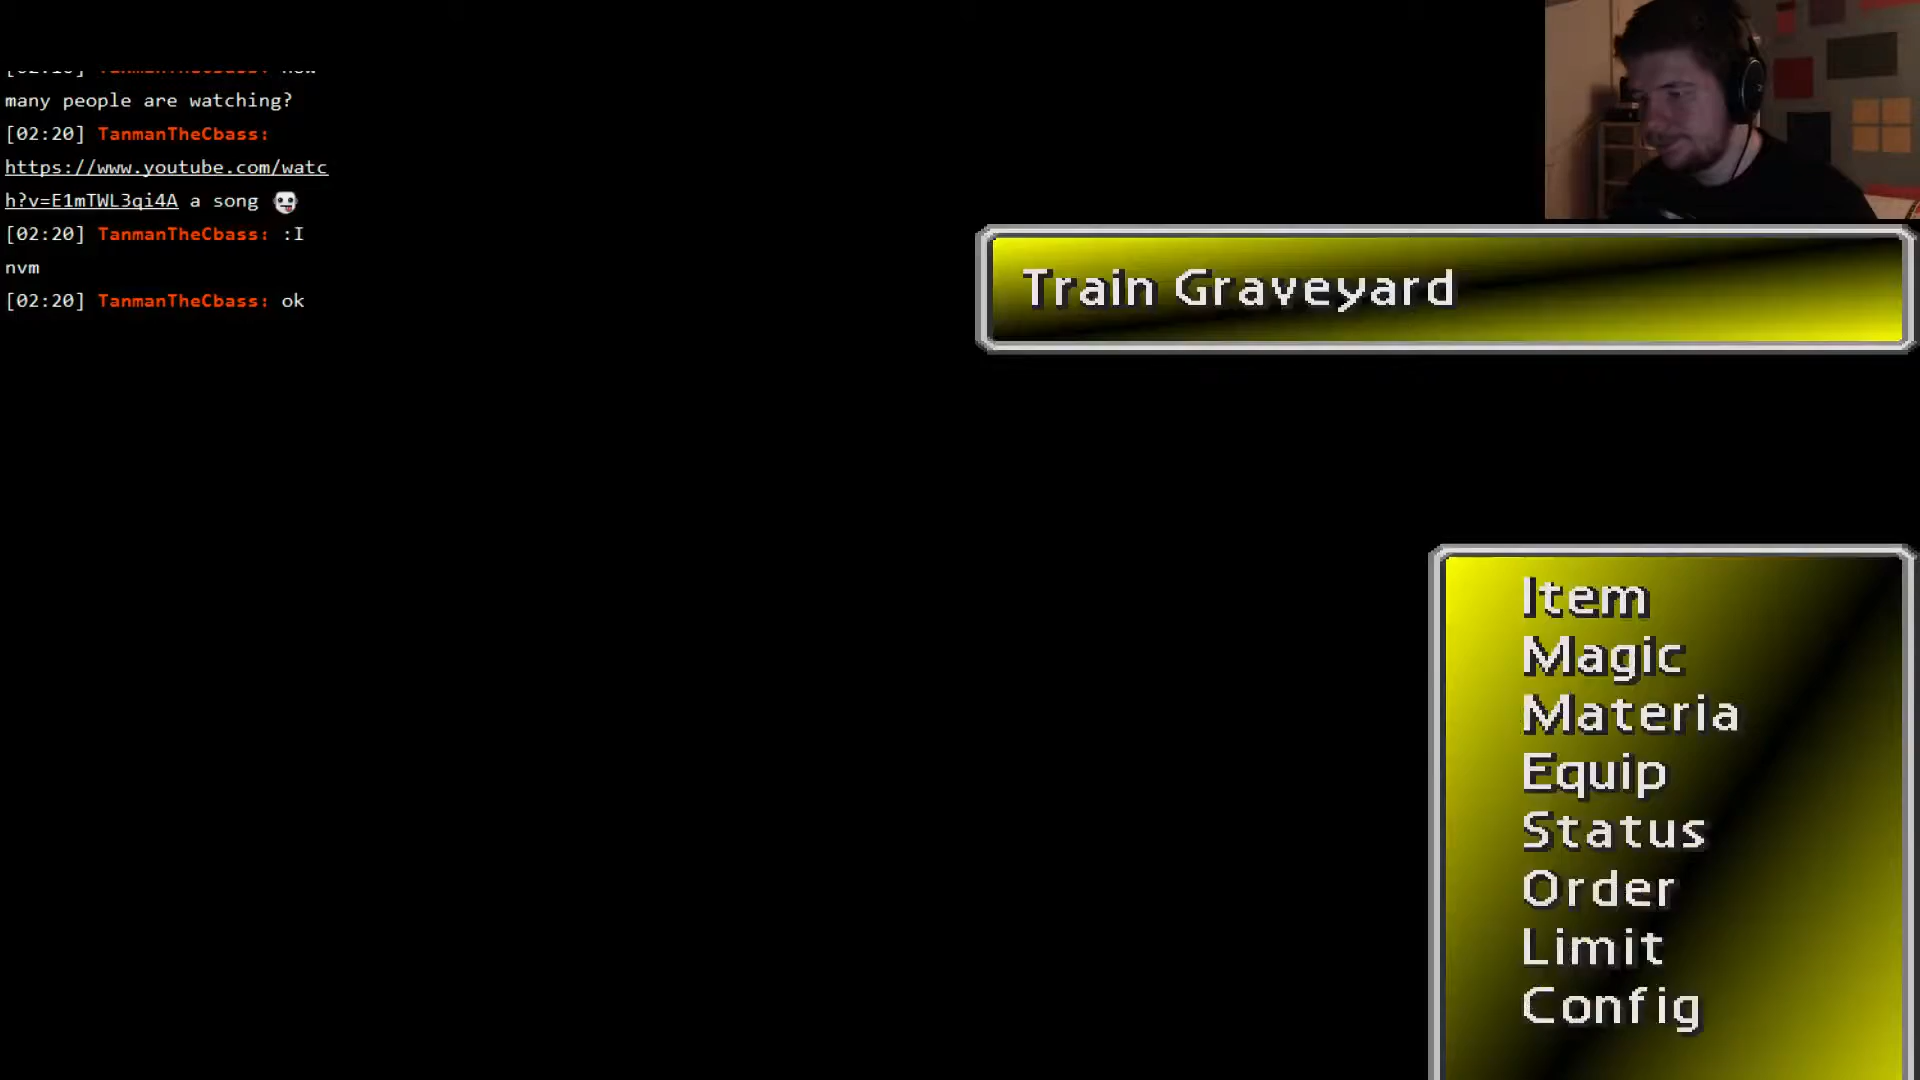 many people are watching?
[02:20] TanmanTheCbass:
https://www.youtube.com/watc
h?v=E1mTWL3qi4A a song
[02:20] TanmanTheCbass: :I
nvm
[02:20] TanmanTheCbass: ok
Train Graveyard
Item
Magic
Materia
Equip
Status
Order
Limit
Config